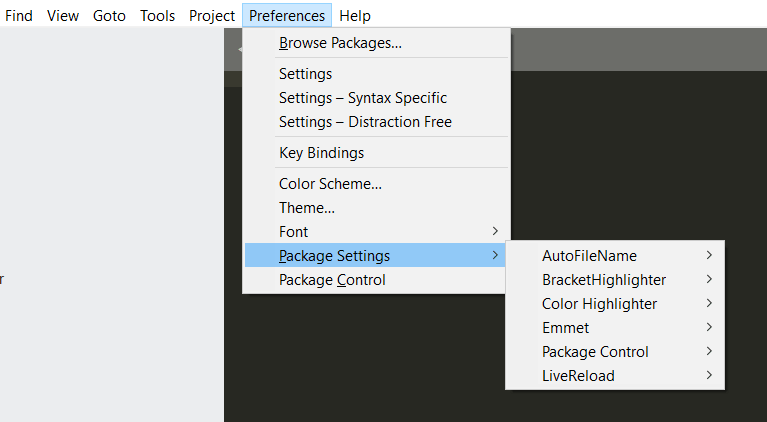 Find View Goto Tools Project Preferences Help
Browse Packages...
Settings
Settings – Syntax Specific
Settings – Distraction Free
Key Bindings
Color Scheme...
Theme...
Font
Package Settings
Package Control
AutoFileName
BracketHighlighter
Color Highlighter
Emmet
Package Control
LiveReload
r